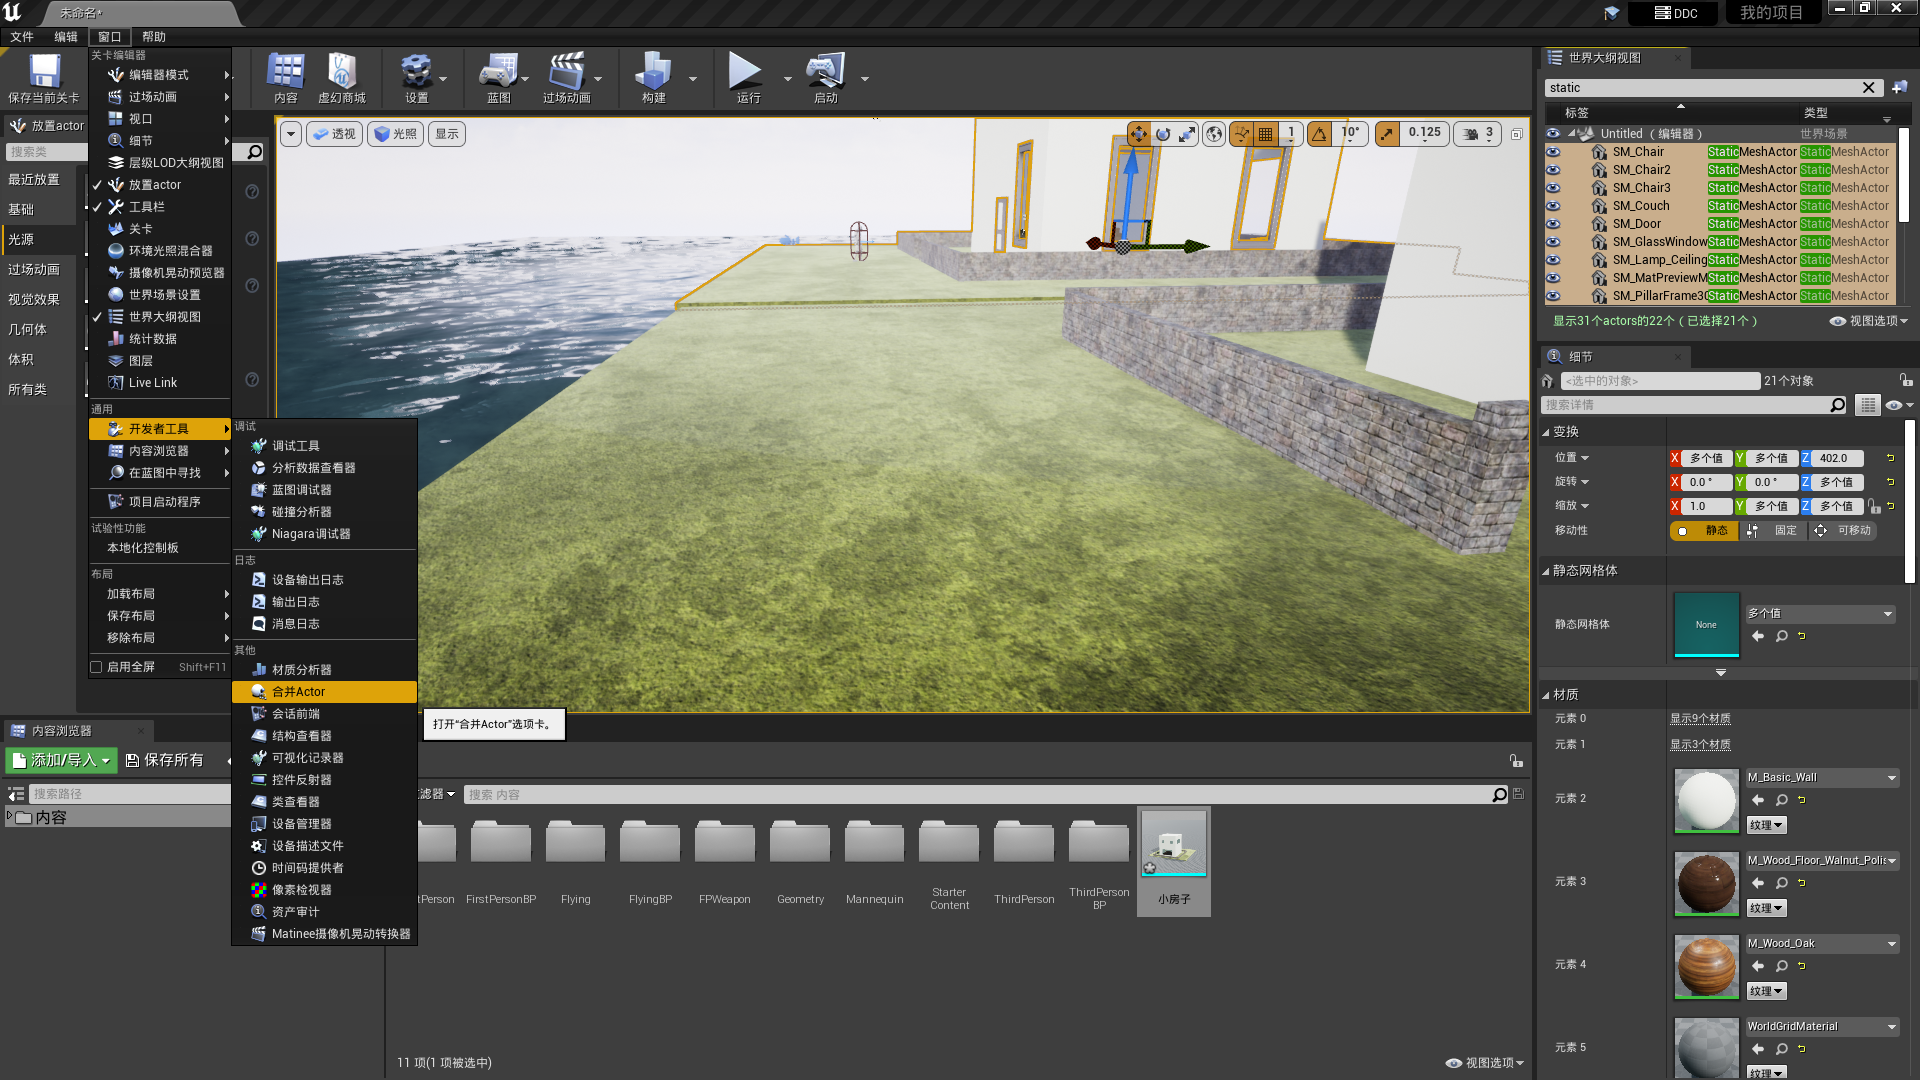 未命名*
DDC
我的项目
文件
编辑
窗口
帮助
保存当前关卡
内容
虚幻商城
设置
蓝图
过场动画
构建
运行
启动
放置actor
搜索类
最近放置
基础
光源
过场动画
视觉效果
几何体
体积
所有类
关卡编辑器
编辑器模式
过场动画
视口
细节
层级LOD大纲视图
放置actor
工具栏
关卡
环境光照混合器
摄像机晃动预览器
世界场景设置
世界大纲视图
统计数据
图层
Live Link
通用
开发者工具
内容浏览器
在蓝图中寻找
项目启动程序
试验性功能
本地化控制板
布局
加载布局
保存布局
移除布局
启用全屏 Shift+F11
调试
调试工具
分析数据查看器
蓝图调试器
碰撞分析器
Niagara调试器
日志
设备输出日志
输出日志
消息日志
其他
材质分析器
合并Actor
会话前端
结构查看器
可视化记录器
控件反射器
类查看器
设备管理器
设备描述文件
时间码提供者
像素检视器
资产审计
Matinee摄像机晃动转换器
打开“合并Actor”选项卡。
透视
光照
显示
1
10°
0.125
3
世界大纲视图
static
标签
类型
Untitled（编辑器） 世界场景
SM_Chair StaticMeshActor StaticMeshActor
SM_Chair2 StaticMeshActor StaticMeshActor
SM_Chair3 StaticMeshActor StaticMeshActor
SM_Couch StaticMeshActor StaticMeshActor
SM_Door StaticMeshActor StaticMeshActor
SM_GlassWindow StaticMeshActor StaticMeshActor
SM_Lamp_Ceiling StaticMeshActor StaticMeshActor
SM_MatPreviewM StaticMeshActor StaticMeshActor
SM_PillarFrame30 StaticMeshActor StaticMeshActor
显示31个actors的22个（已选择21个）
视图选项
细节
<选中的对象>
21个对象
搜索详情
变换
位置 X 多个值 Y 多个值 Z 402.0
旋转 X 0.0 ° Y 0.0 ° Z 多个值
缩放 X 1.0 Y 多个值 Z 多个值
移动性 静态 固定 可移动
静态网格体
静态网格体
None
多个值
材质
元素 0 显示9个材质
元素 1 显示3个材质
元素 2
M_Basic_Wall
纹理
元素 3
M_Wood_Floor_Walnut_Polis
纹理
元素 4
M_Wood_Oak
纹理
元素 5
WorldGridMaterial
纹理
内容浏览器
添加/导入
保存所有
搜索路径
内容
滤器
搜索 内容
tPerson
FirstPersonBP
Flying
FlyingBP
FPWeapon
Geometry
Mannequin
Starter
Content
ThirdPerson
ThirdPerson
BP
小房子
11 项(1 项被选中)
视图选项